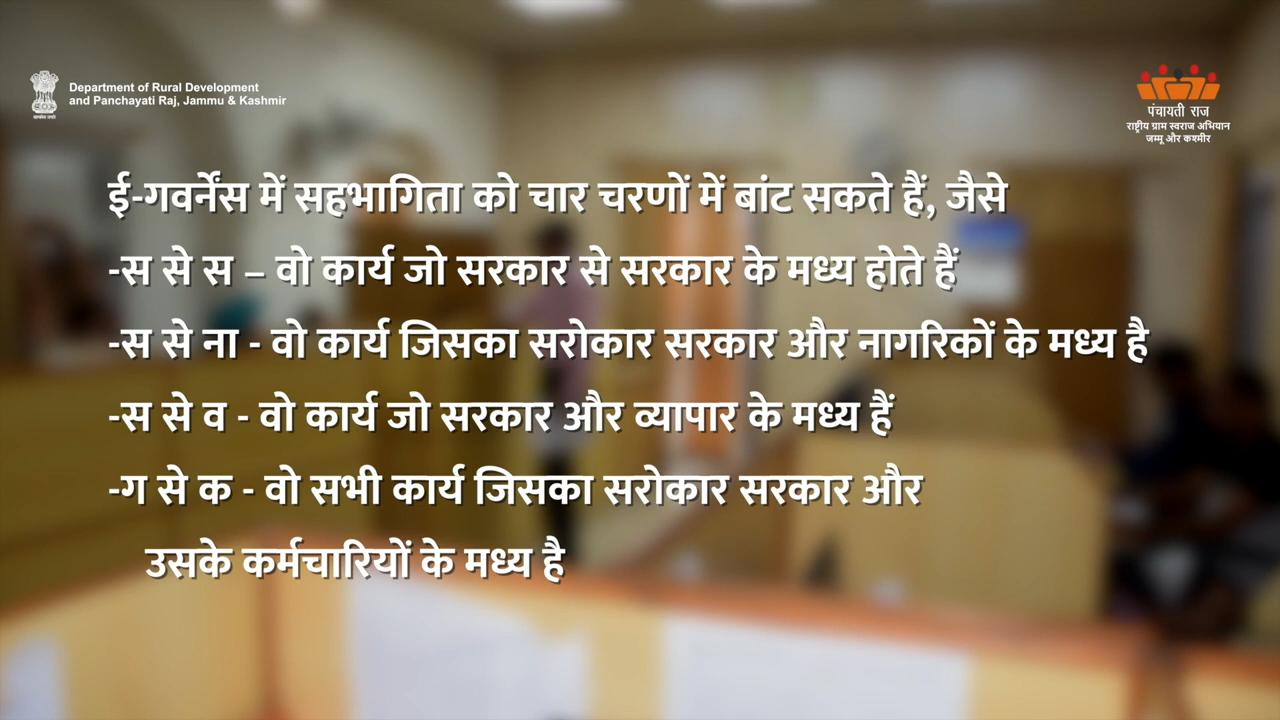 Department of Rural Development
and Panchayati Raj, Jammu & Kashmir
पंचायती राज
राष्ट्रीय ग्राम स्वराज अभियान
जम्मू और कश्मीर
ई-गवर्नेंस में सहभागिता को चार चरणों में बांट सकते हैं, जैसे
-स से स – वो कार्य जो सरकार से सरकार के मध्य होते हैं
-स से ना - वो कार्य जिसका सरोकार सरकार और नागरिकों के मध्य है
-स से व - वो कार्य जो सरकार और व्यापार के मध्य हैं
-ग से क - वो सभी कार्य जिसका सरोकार सरकार और
उसके कर्मचारियों के मध्य है